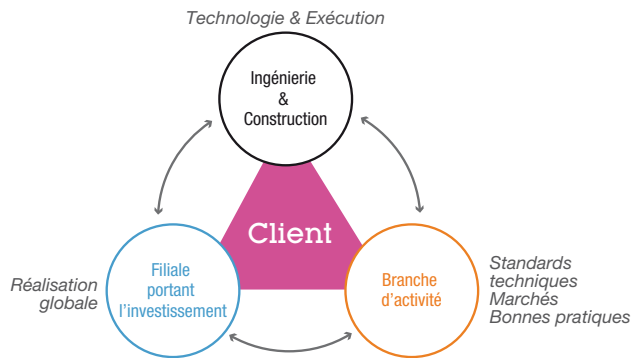 Technologie & Exécution
Ingénierie
&
Construction
Client
Réalisation
globale
Filiale
portant
l'investissement
Branche
d'activité
Standards
techniques
Marchés
Bonnes pratiques